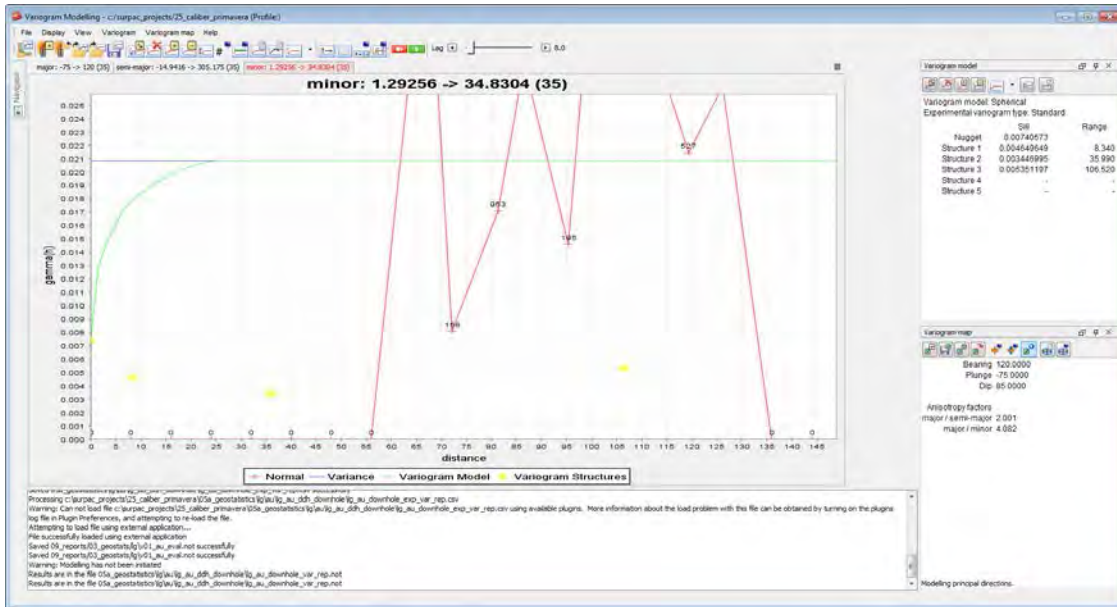 Variogram Modelling - c:/surpac_projects/25_caliber_primavera (Profile:)
File Display View Variogram Variogram map Help
Lag 8.0
Navigator
major: -75 -> 120 (35) semi-major: -14.9416 -> 305.175 (35) minor: 1.29256 -> 34.8304 (35)
minor: 1.29256 -> 34.8304 (35)
gamma(h)
0.026
0.025
0.024
0.023
0.022
0.021
0.020
0.019
0.018
0.017
0.016
0.015
0.014
0.013
0.012
0.011
0.010
0.009
0.008
0.007
0.006
0.005
0.004
0.003
0.002
0.001
0.000
953
0 0 0 0 0 0 0 0 0 0
0 5 10 15 20 25 30 35 40 45 50 55 60 65 70 75 80 85 90 95 100 105 110 115 120 125 130 135 140 145
distance
Normal Variance Variogram Model Variogram Structures
Processing c:\surpac_projects\25_caliber_primavera\05a_geostatistics\lg\au\lg_au_ddh_downhole\lg_au_downhole_exp_var_rep.csv
Warning: Can not load file c:\surpac_projects\25_caliber_primavera\05a_geostatistics\lg\au\lg_au_ddh_downhole\lg_au_downhole_exp_var_rep.csv using available plugins. More information about the load problem with this file can be obtained by turning on the plugins
log file in Plugin Preferences, and attempting to re-load the file.
Attempting to load file using external application...
File successfully loaded using external application
Saved 09_reports/03_geostats/lg\v01_au_eval.not successfully
Saved 09_reports/03_geostats/lg\v01_au_eval.not successfully
Warning: Modelling has not been initiated
Results are in the file 05a_geostatistics\lg\au\lg_au_ddh_downhole\lg_au_downhole_var_rep.not
Results are in the file 05a_geostatistics\lg\au\lg_au_ddh_downhole\lg_au_downhole_var_rep.not
Variogram model
Variogram model: Spherical
Experimental variogram type: Standard
Sill Range
Nugget 0.00740673
Structure 1 0.004649649 8.340
Structure 2 0.003446995 35.990
Structure 3 0.005351197 106.520
Structure 4 - -
Structure 5 - -
Variogram map
Bearing 120.0000
Plunge -75.0000
Dip 85.0000
Anisotropy factors
major / semi-major 2.001
major / minor 4.082
Modelling principal directions.